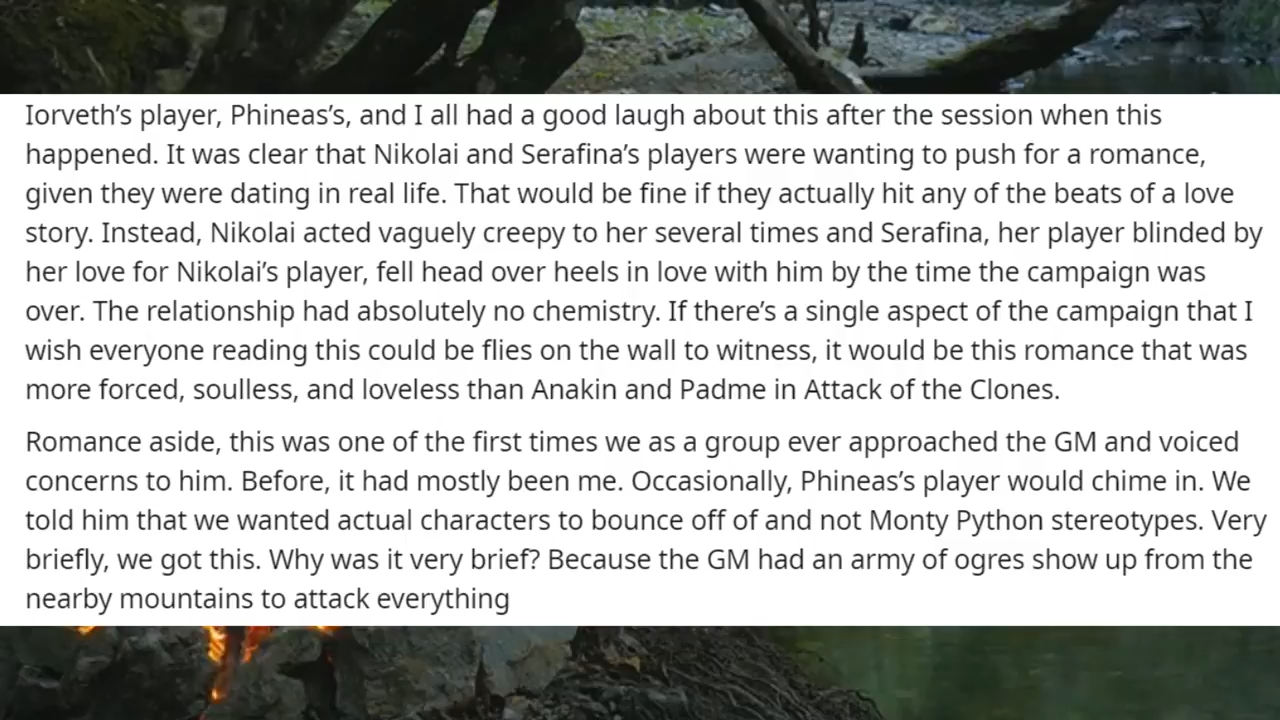 Iorveth’s player, Phineas’s, and I all had a good laugh about this after the session when this
happened. It was clear that Nikolai and Serafina’s players were wanting to push for a romance,
given they were dating in real life. That would be fine if they actually hit any of the beats of a love
story. Instead, Nikolai acted vaguely creepy to her several times and Serafina, her player blinded by
her love for Nikolai’s player, fell head over heels in love with him by the time the campaign was
over. The relationship had absolutely no chemistry. If there’s a single aspect of the campaign that I
wish everyone reading this could be flies on the wall to witness, it would be this romance that was
more forced, soulless, and loveless than Anakin and Padme in Attack of the Clones.
Romance aside, this was one of the first times we as a group ever approached the GM and voiced
concerns to him. Before, it had mostly been me. Occasionally, Phineas’s player would chime in. We
told him that we wanted actual characters to bounce off of and not Monty Python stereotypes. Very
briefly, we got this. Why was it very brief? Because the GM had an army of ogres show up from the
nearby mountains to attack everything